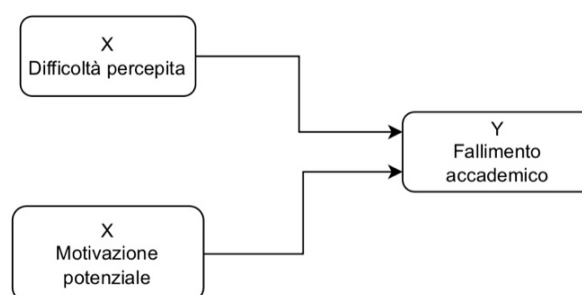 X
Difficoltà percepita
Y
Fallimento
accademico
X
Motivazione
potenziale